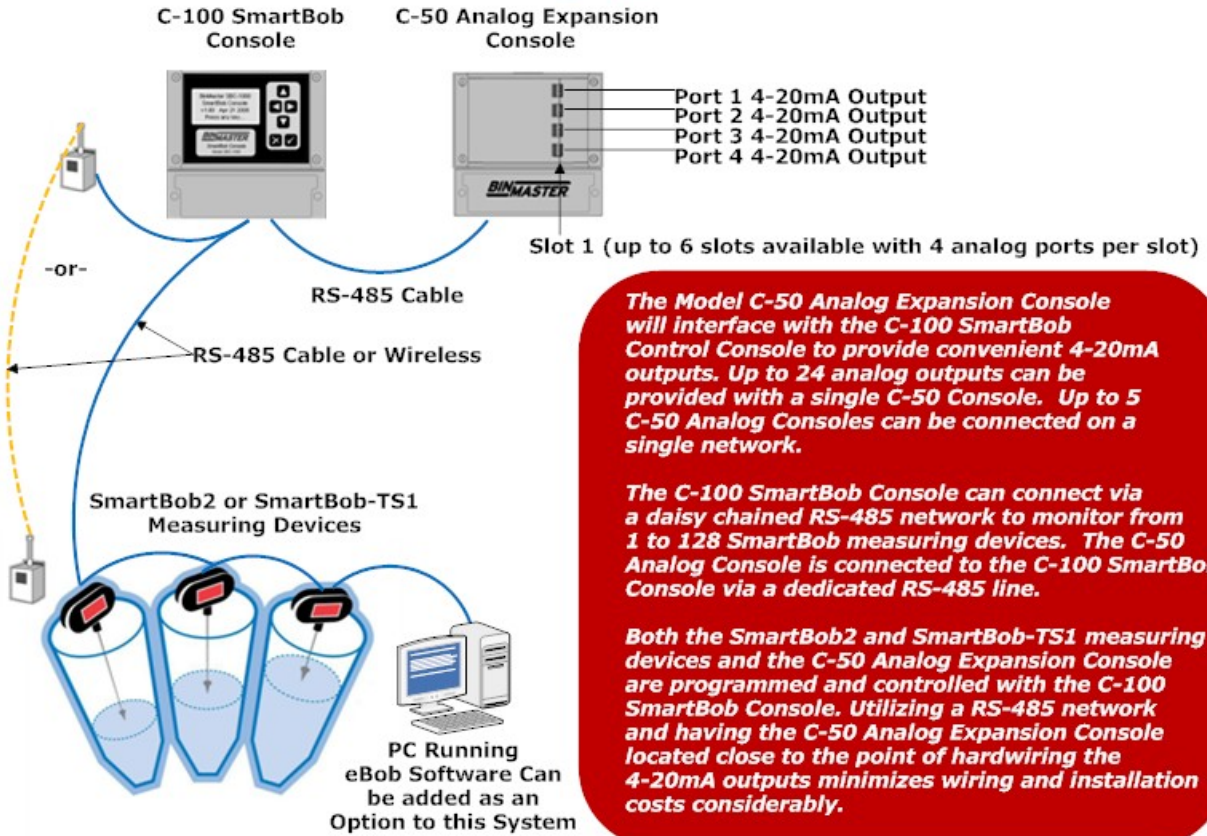 C-100 SmartBob
Console
C-50 Analog Expansion
Console
BinMaster SBC-1000
SmartBob Console
Press any key...
BINMASTER
SmartBob Console
BINMASTER
Port 1 4-20mA Output
Port 2 4-20mA Output
Port 3 4-20mA Output
Port 4 4-20mA Output
Slot 1 (up to 6 slots available with 4 analog ports per slot)
-or-
RS-485 Cable
RS-485 Cable or Wireless
SmartBob2 or SmartBob-TS1
Measuring Devices
PC Running
eBob Software Can
be added as an
Option to this System
The Model C-50 Analog Expansion Console
will interface with the C-100 SmartBob
Control Console to provide convenient 4-20mA
outputs. Up to 24 analog outputs can be
provided with a single C-50 Console. Up to 5
C-50 Analog Consoles can be connected on a
single network.
The C-100 SmartBob Console can connect via
a daisy chained RS-485 network to monitor from
1 to 128 SmartBob measuring devices. The C-50
Analog Console is connected to the C-100 SmartBo
Console via a dedicated RS-485 line.
Both the SmartBob2 and SmartBob-TS1 measuring
devices and the C-50 Analog Expansion Console
are programmed and controlled with the C-100
SmartBob Console. Utilizing a RS-485 network
and having the C-50 Analog Expansion Console
located close to the point of hardwiring the
4-20mA outputs minimizes wiring and installation
costs considerably.